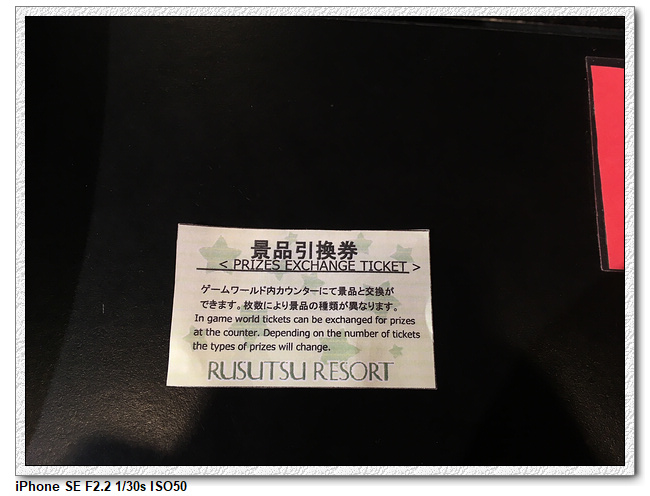 景品引換券
< PRIZES EXCHANGE TICKET >
ゲームワールド内カウンターにて景品と交換が
できます。枚数により景品の種類が異なります。
In game world tickets can be exchanged for prizes
at the counter. Depending on the number of tickets
the types of prizes will change.
RUSUTSU RESORT
iPhone SE F2.2 1/30s ISO50